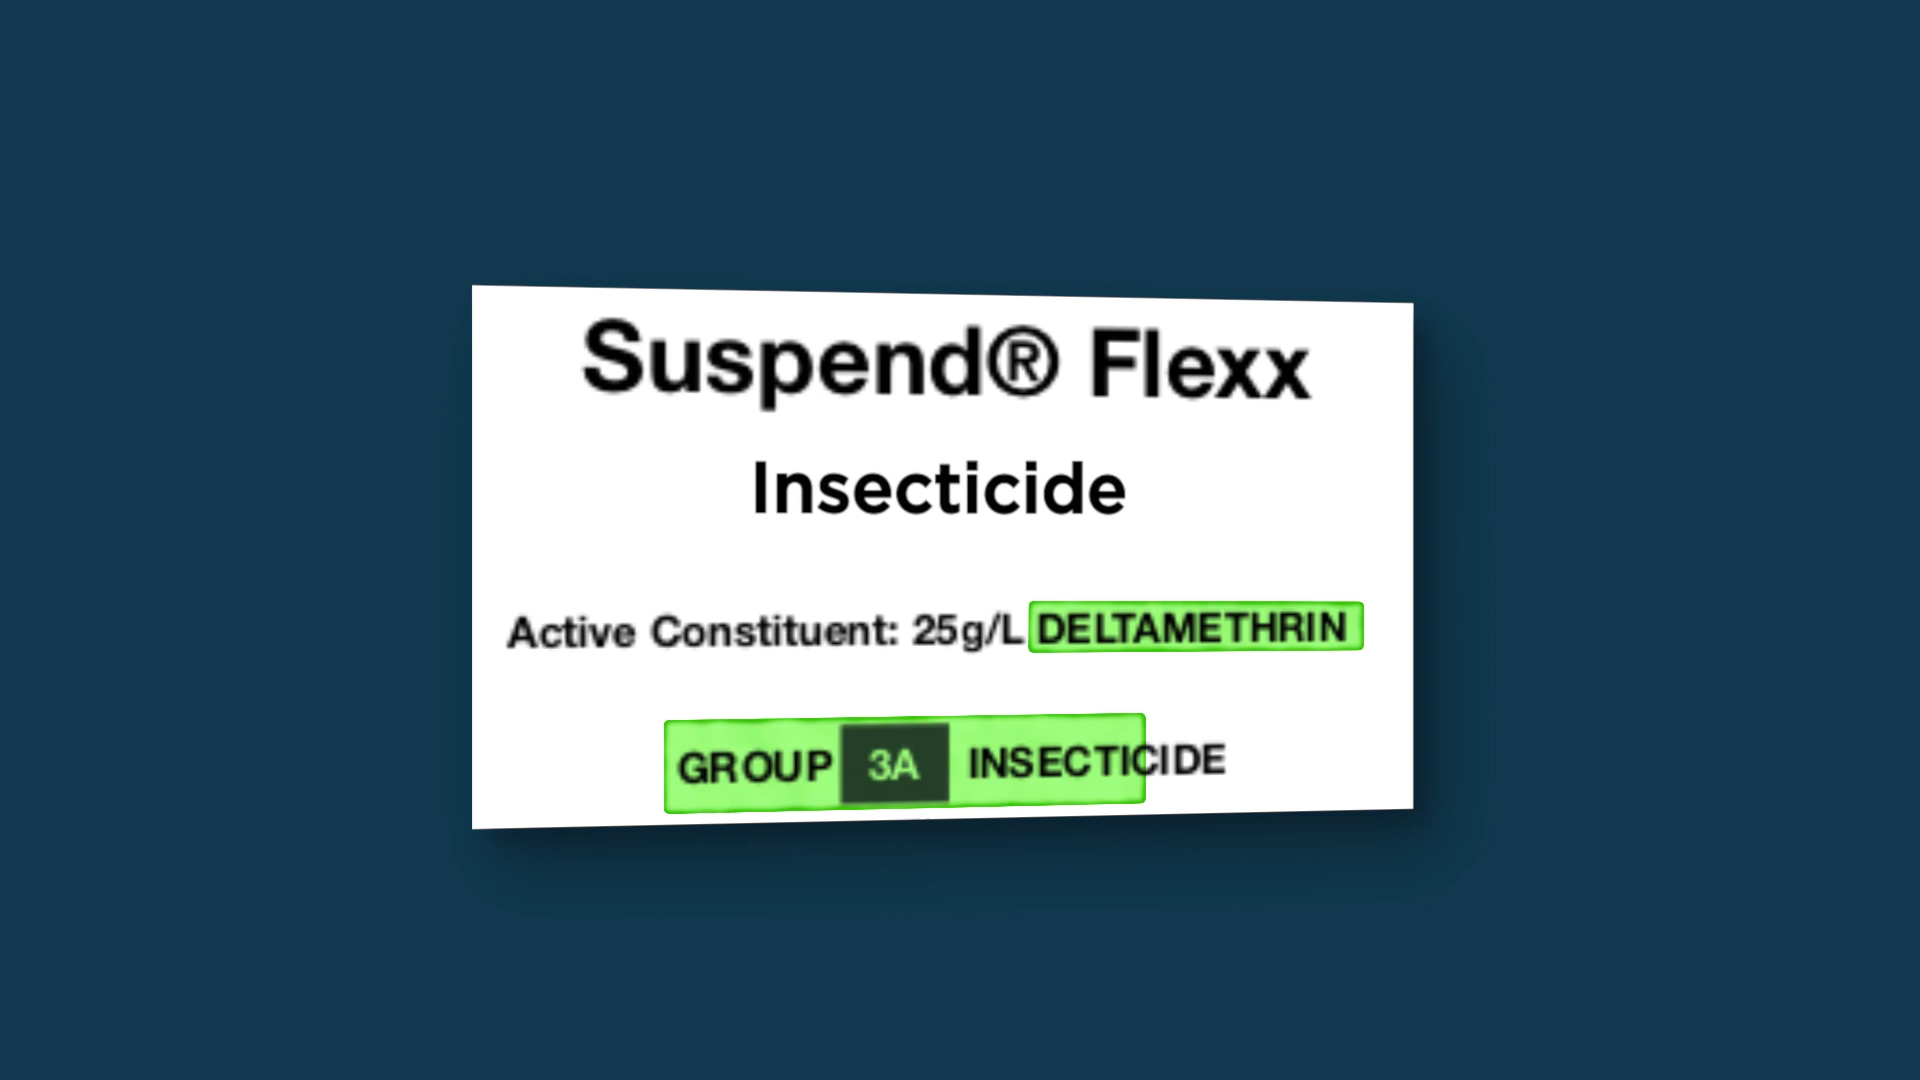 Suspend® Flexx
Insecticide
Active Constituent: 25g/L DELTAMETHRIN
GROUP 3A INSECTICIDE